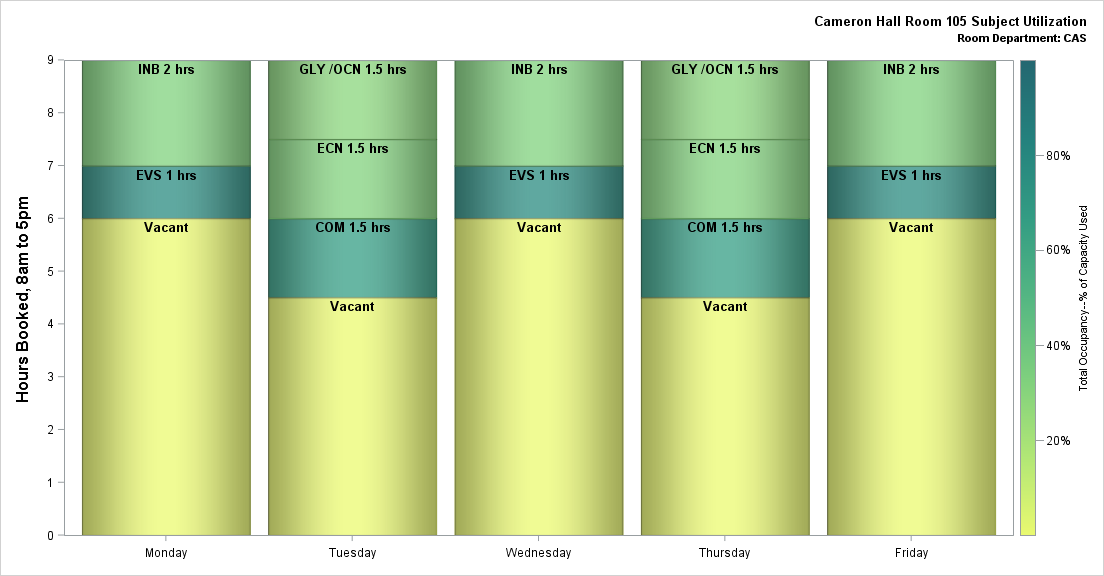 Cameron Hall Room 105 Subject Utilization
Room Department: CAS
Hours Booked, 8am to 5pm
9
8
7
6
5
4
3
2
1
0
INB 2 hrs
EVS 1 hrs
Vacant
GLY /OCN 1.5 hrs
ECN 1.5 hrs
COM 1.5 hrs
Vacant
INB 2 hrs
EVS 1 hrs
Vacant
GLY /OCN 1.5 hrs
ECN 1.5 hrs
COM 1.5 hrs
Vacant
INB 2 hrs
EVS 1 hrs
Vacant
Monday
Tuesday
Wednesday
Thursday
Friday
80%
60%
40%
20%
Total Occupancy--% of Capacity Used